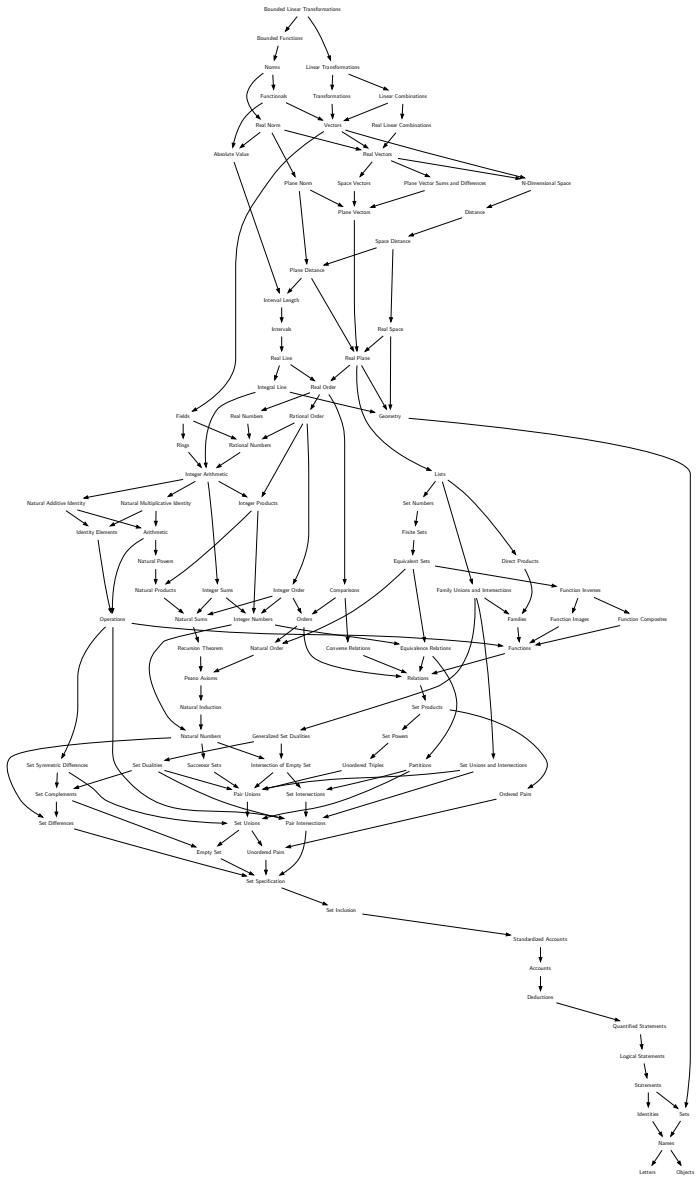 Bounded Linear Transformations
Bounded Functions
Norms
Linear Transformations
Functionals
Transformations
Linear Combinations
Real Norm
Vectors
Real Linear Combinations
Absolute Value
Real Vectors
Plane Norm
Space Vectors
Plane Vector Sums and Differences
N-Dimensional Space
Plane Vectors
Distance
Space Distance
Plane Distance
Interval Length
Intervals
Real Space
Real Line
Real Plane
Integral Line
Real Order
Fields
Real Numbers
Rational Order
Geometry
Rings
Rational Numbers
Integer Arithmetic
Lists
Natural Additive Identity
Natural Multiplicative Identity
Integer Products
Set Numbers
Identity Elements
Arithmetic
Finite Sets
Natural Powers
Equivalent Sets
Direct Products
Natural Products
Integer Sums
Integer Order
Comparisons
Family Unions and Intersections
Function Inverses
Operations
Natural Sums
Integer Numbers
Orders
Families
Function Images
Function Composites
Recursion Theorem
Natural Order
Converse Relations
Equivalence Relations
Functions
Peano Axioms
Relations
Natural Induction
Set Products
Natural Numbers
Generalized Set Dualities
Set Powers
Set Symmetric Differences
Set Dualities
Successor Sets
Intersection of Empty Set
Unordered Triples
Partitions
Set Unions and Intersections
Set Complements
Pair Unions
Set Intersections
Ordered Pairs
Set Differences
Set Unions
Pair Intersections
Empty Set
Unordered Pairs
Set Specification
Set Inclusion
Standardized Accounts
Accounts
Deductions
Quantified Statements
Logical Statements
Statements
Identities
Sets
Names
Letters
Objects